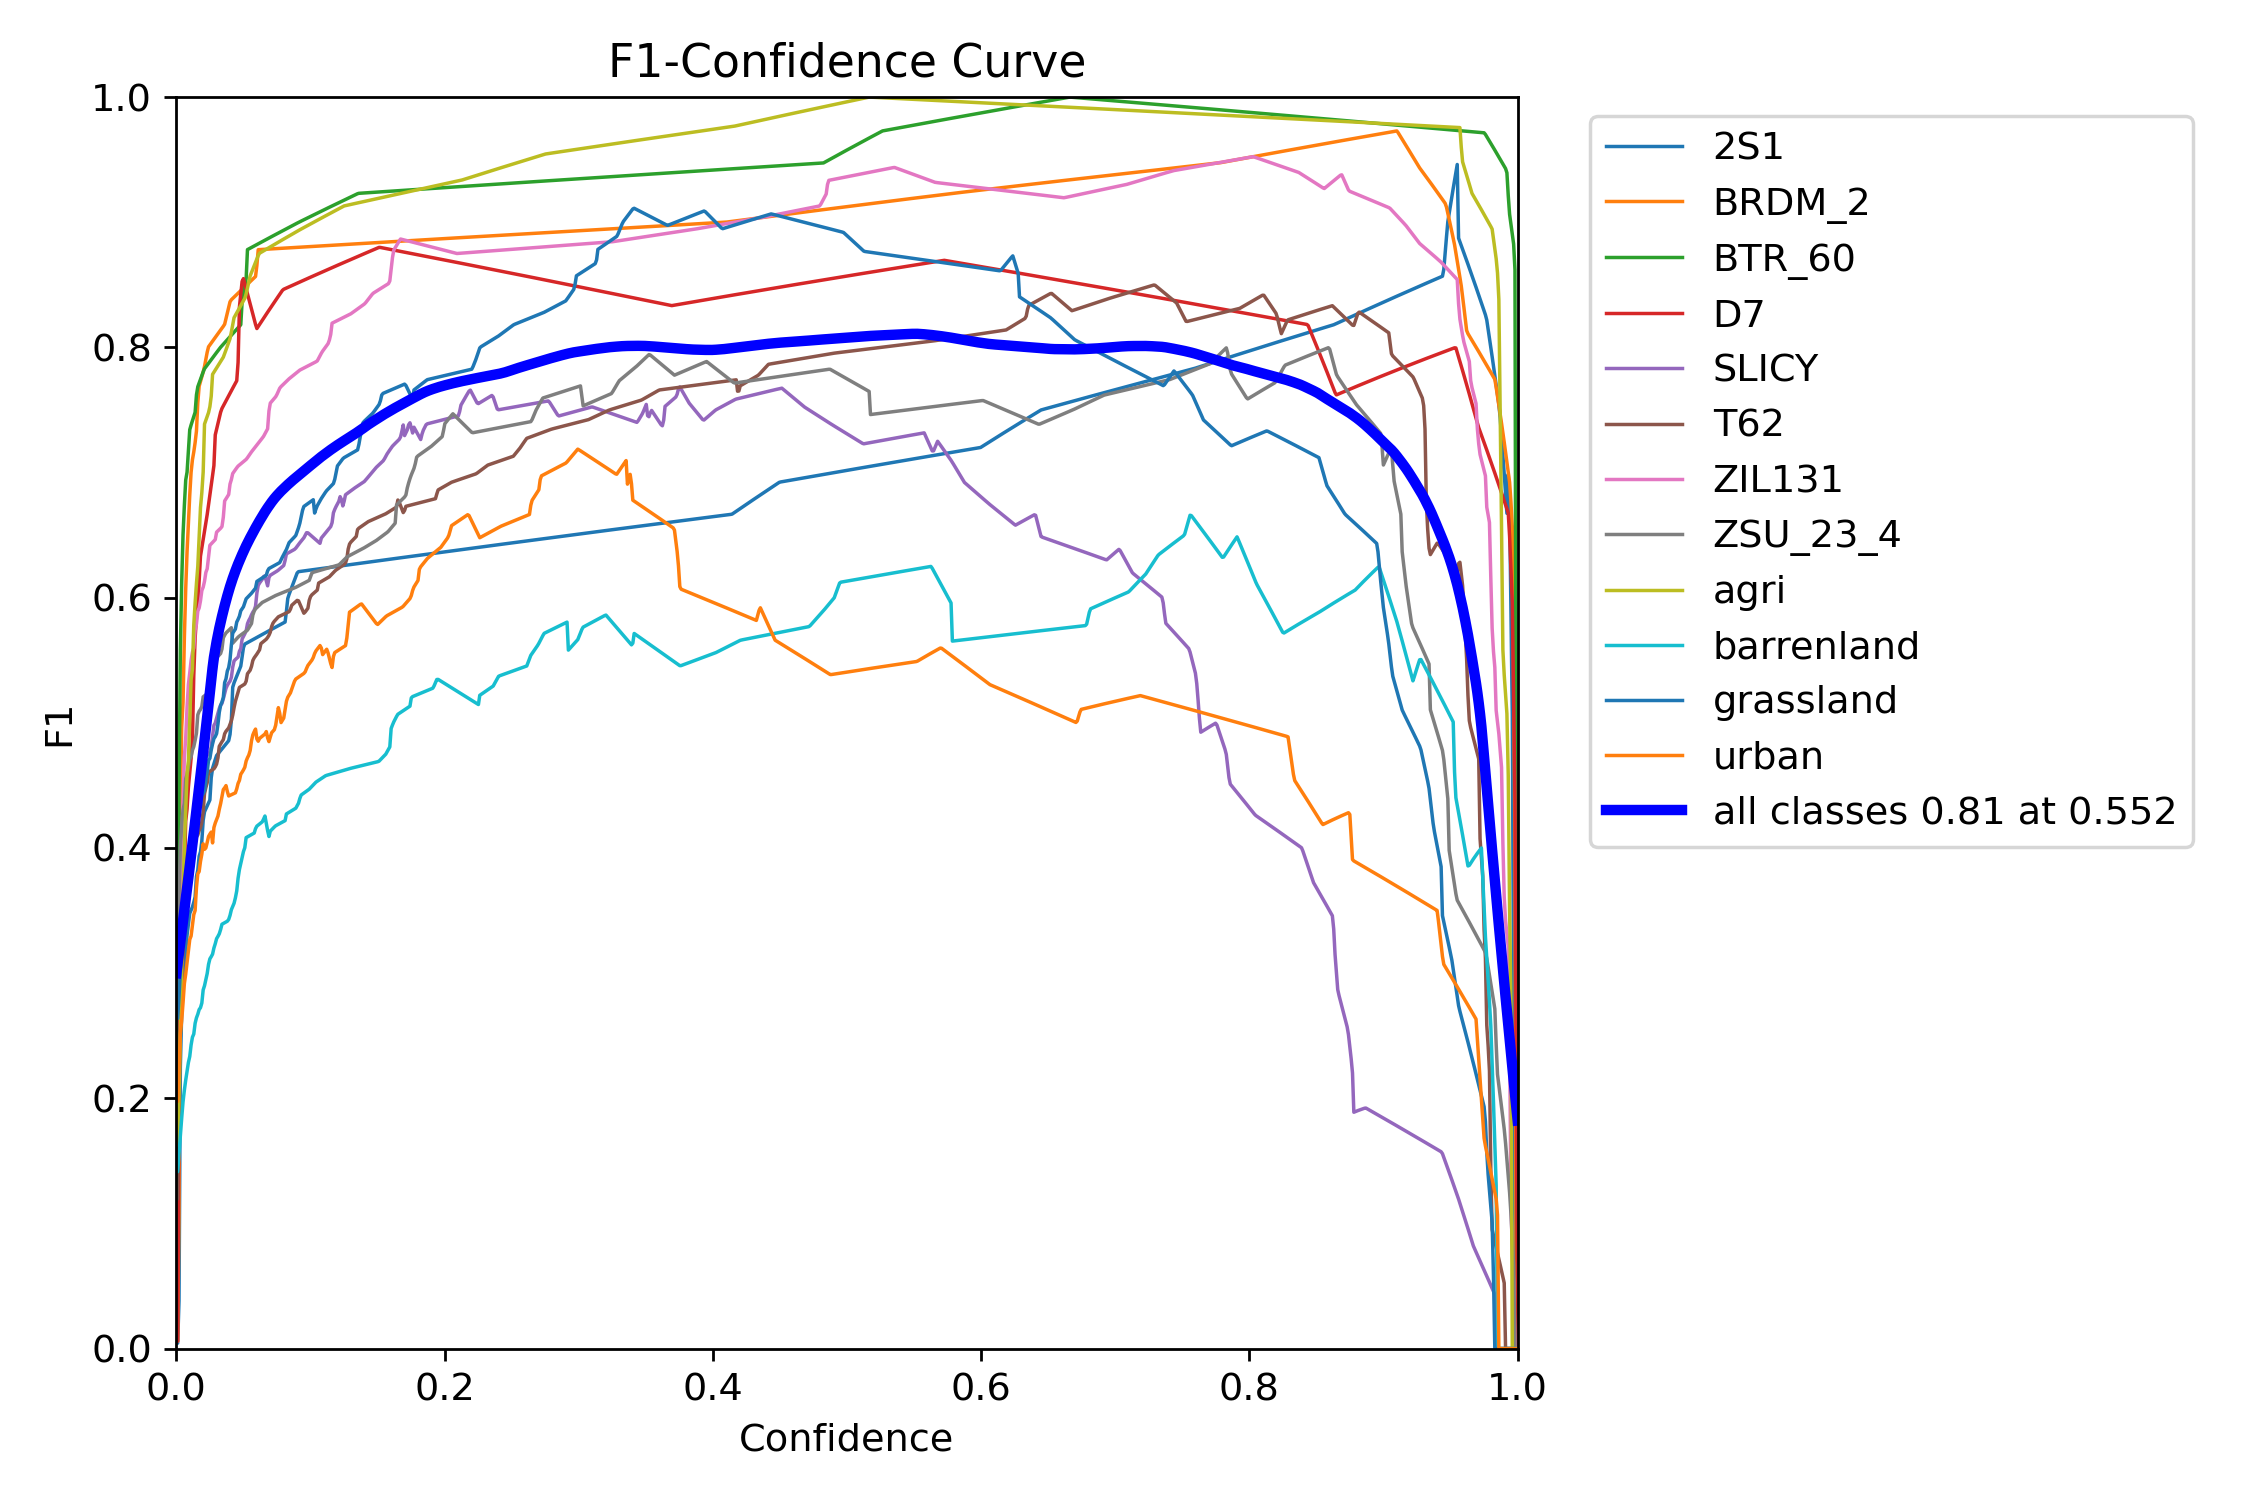 F1-Confidence Curve
1.0
0.8
0.6
0.4
0.2
0.0
F1
0.0 0.2 0.4 0.6 0.8 1.0
Confidence
2S1
BRDM_2
BTR_60
D7
SLICY
T62
ZIL131
ZSU_23_4
agri
barrenland
grassland
urban
all classes 0.81 at 0.552